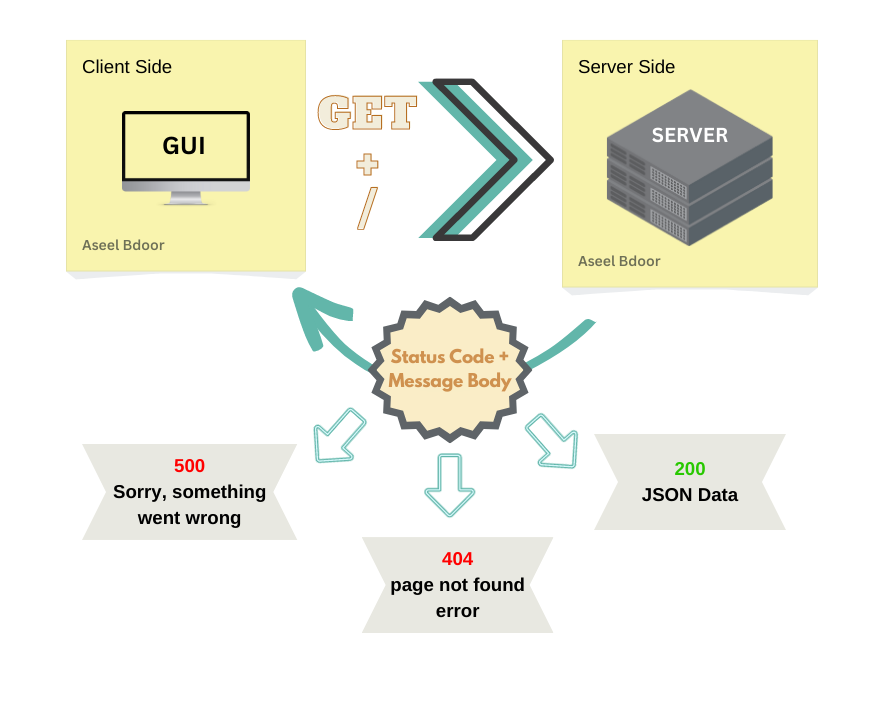 Client Side
GUI
Aseel Bdoor
GET
+
/
Server Side
SERVER
Aseel Bdoor
Status Code +
Message Body
500
Sorry, something
went wrong
404
page not found
error
200
JSON Data